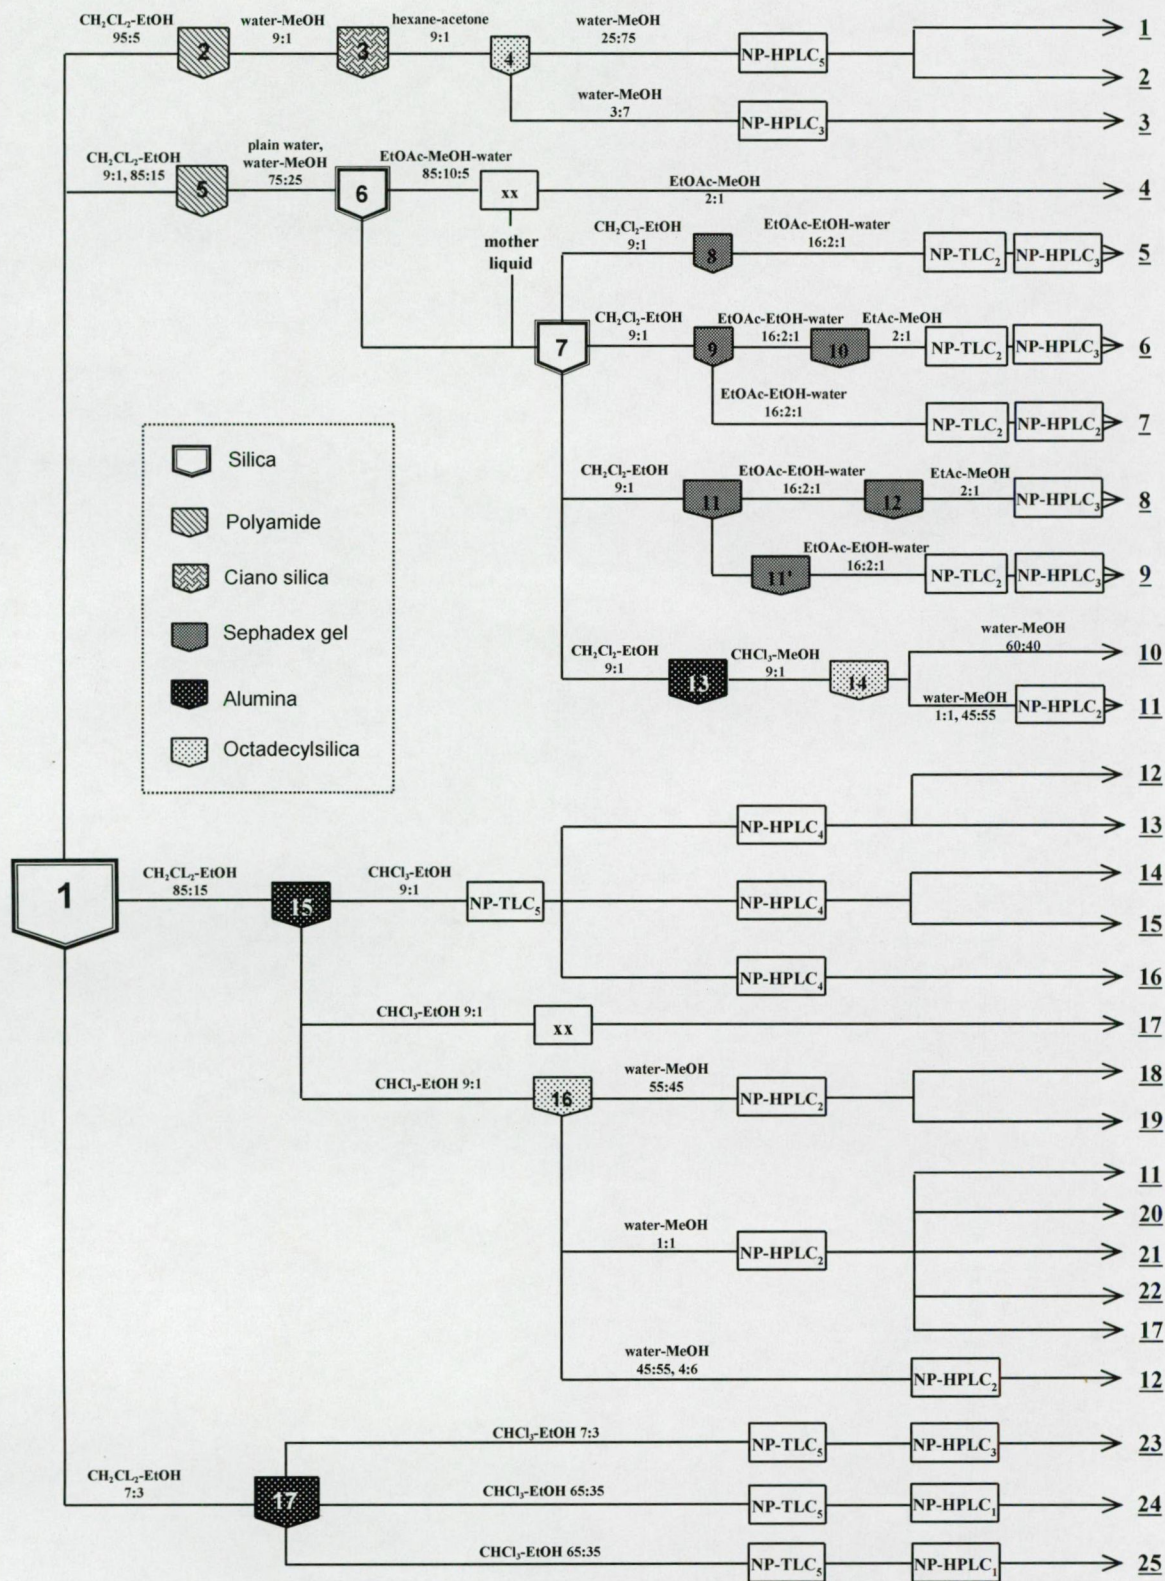 CH₂CL₂-EtOH
95:5
2
water-MeOH
9:1
3
hexane-acetone
9:1
4
water-MeOH
25:75
NP-HPLC₅
1
2
water-MeOH
3:7
NP-HPLC₃
3
CH₂CL₂-EtOH
9:1, 85:15
5
plain water,
water-MeOH
75:25
6
EtOAc-MeOH-water
85:10:5
xx
EtOAc-MeOH
2:1
4
mother
liquid
7
CH₂Cl₂-EtOH
9:1
8
EtOAc-EtOH-water
16:2:1
NP-TLC₂
NP-HPLC₃
5
CH₂Cl₂-EtOH
9:1
9
EtOAc-EtOH-water
16:2:1
10
EtAc-MeOH
2:1
NP-TLC₂
NP-HPLC₃
6
EtOAc-EtOH-water
16:2:1
NP-TLC₂
NP-HPLC₂
7
CH₂Cl₂-EtOH
9:1
11
EtOAc-EtOH-water
16:2:1
12
EtAc-MeOH
2:1
NP-HPLC₃
8
11'
EtOAc-EtOH-water
16:2:1
NP-TLC₂
NP-HPLC₃
9
CH₂Cl₂-EtOH
9:1
13
CHCl₃-MeOH
9:1
14
water-MeOH
60:40
10
water-MeOH
1:1, 45:55
NP-HPLC₂
11
Silica
Polyamide
Ciano silica
Sephadex gel
Alumina
Octadecylsilica
1
CH₂CL₂-EtOH
85:15
15
CHCl₃-EtOH
9:1
NP-TLC₅
NP-HPLC₄
12
13
NP-HPLC₄
14
15
NP-HPLC₄
16
CHCl₃-EtOH 9:1
xx
17
CHCl₃-EtOH 9:1
16
water-MeOH
55:45
NP-HPLC₂
18
19
water-MeOH
1:1
NP-HPLC₂
11
20
21
22
17
water-MeOH
45:55, 4:6
NP-HPLC₂
12
CH₂CL₂-EtOH
7:3
17
CHCl₃-EtOH 7:3
NP-TLC₅
NP-HPLC₃
23
CHCl₃-EtOH 65:35
NP-TLC₅
NP-HPLC₁
24
CHCl₃-EtOH 65:35
NP-TLC₅
NP-HPLC₁
25